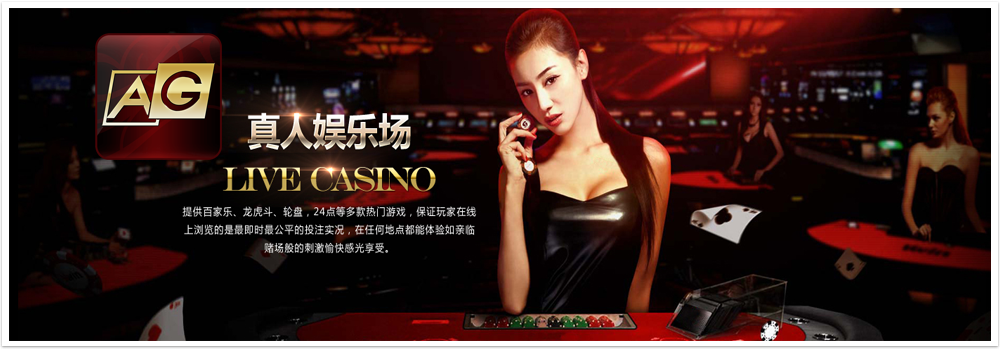 AG
真人娱乐场
LIVE CASINO
提供百家乐、龙虎斗、轮盘，24点等多款热门游戏，保证玩家在线
上浏览的是最即时最公平的投注实况，在任何地点都能体验如亲临
赌场般的刺激愉快感光享受。